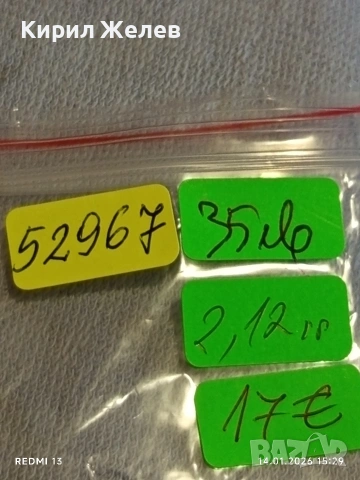 Кирил Желев
52967
35лв
2,12гр
17€
REDMI 13
14.01.2026 15:29
BAZAR